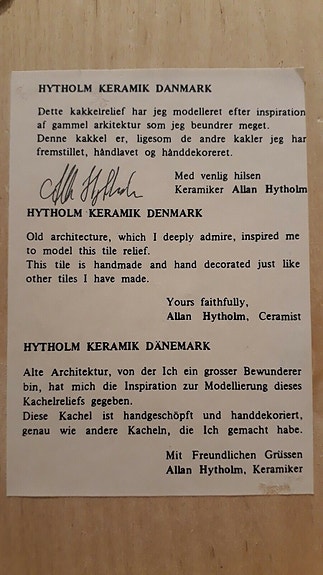 HYTHOLM KERAMIK DANMARK
Dette kakkelrelief har jeg modelleret efter inspiration
af gammel arkitektur som jeg beundrer meget.
Denne kakkel er, ligesom de andre kakler jeg har
fremstillet, håndlavet og hånddekoreret.
Med venlig hilsen
Keramiker Allan Hytholm
HYTHOLM KERAMIK DENMARK
Old architecture, which I deeply admire, inspired me
to model this tile relief.
This tile is handmade and hand decorated just like
other tiles I have made.
Yours faithfully,
Allan Hytholm, Ceramist
HYTHOLM KERAMIK DÄNEMARK
Alte Architektur, von der Ich ein grosser Bewunderer
bin, hat mich die Inspiration zur Modellierung dieses
Kachelreliefs gegeben.
Diese Kachel ist handgeschöpft und handdekoriert,
genau wie andere Kacheln, die Ich gemacht habe.
Mit Freundlichen Grüssen
Allan Hytholm, Keramiker